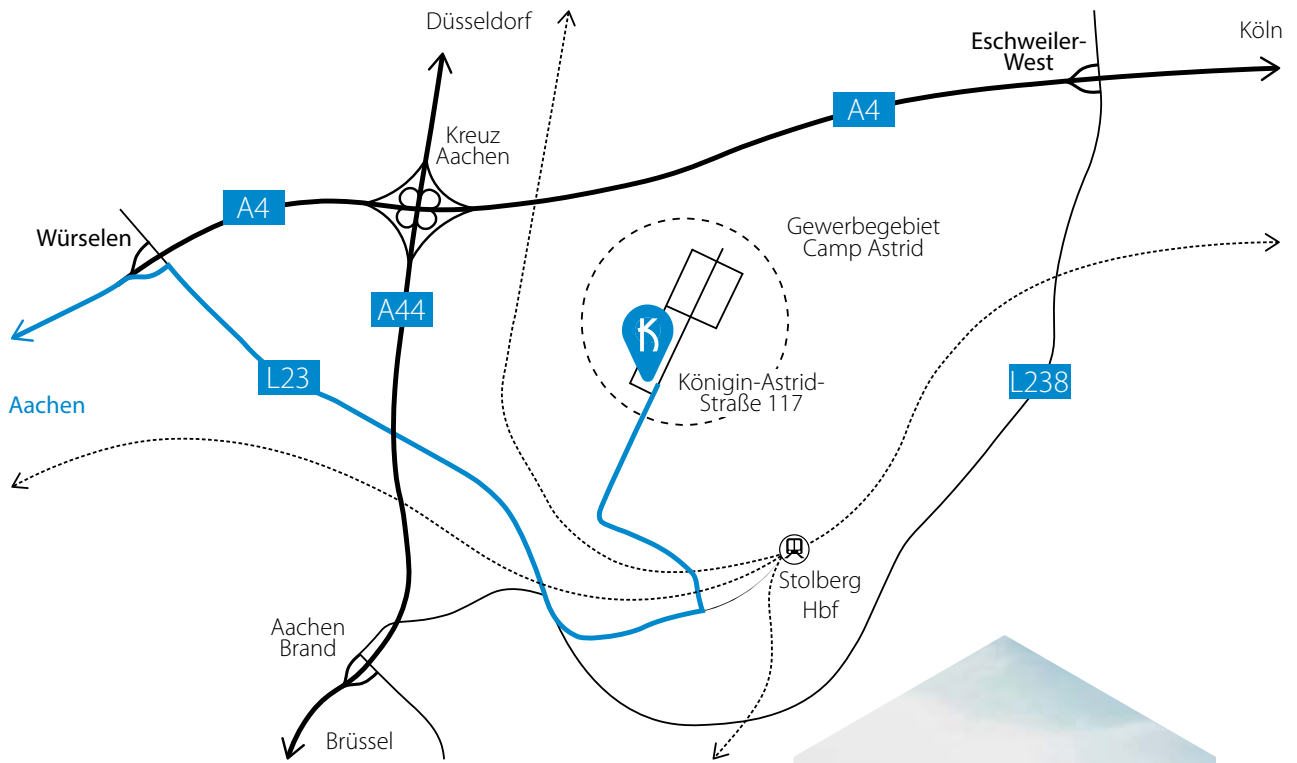 Düsseldorf
Eschweiler-
West
Köln
A4
Kreuz
Aachen
A4
Würselen
Gewerbegebiet
Camp Astrid
A44
L23
Königin-Astrid-
Straße 117
L238
Aachen
Stolberg
Hbf
Aachen
Brand
Brüssel